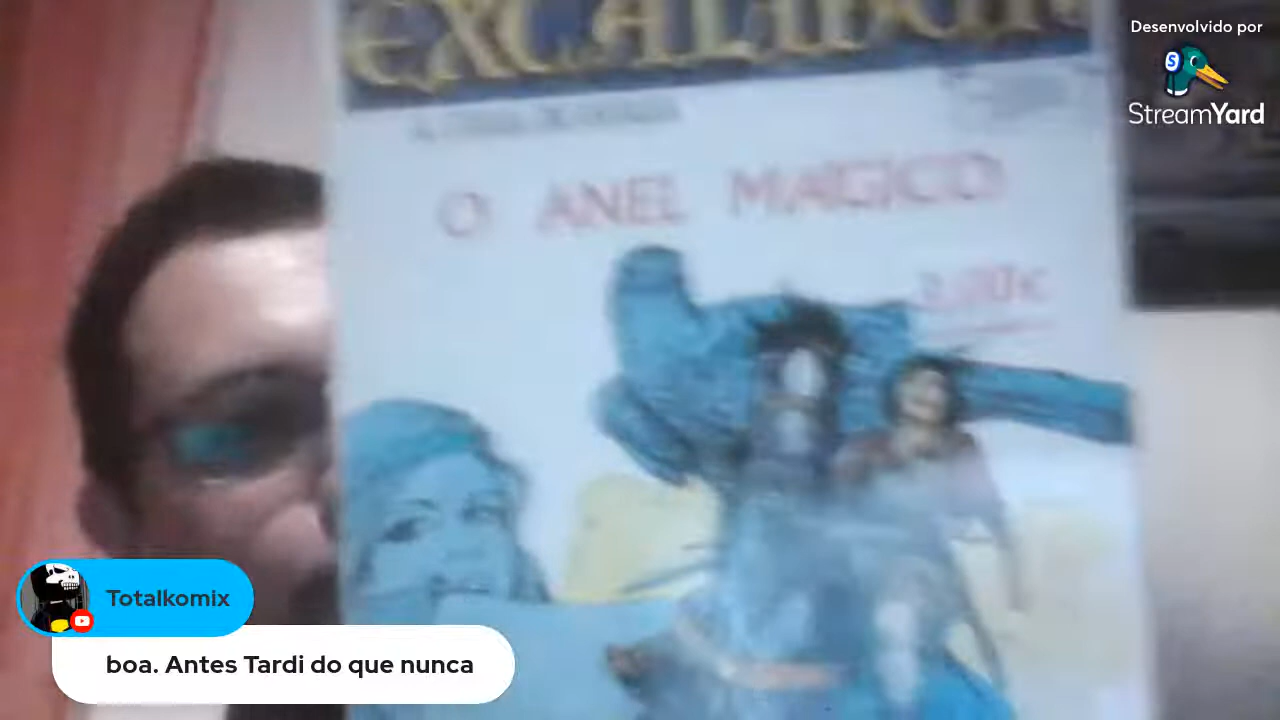 EXCALIBUR
O ANEL MÁGICO
Desenvolvido por
StreamYard
Totalkomix
boa. Antes Tardi do que nunca